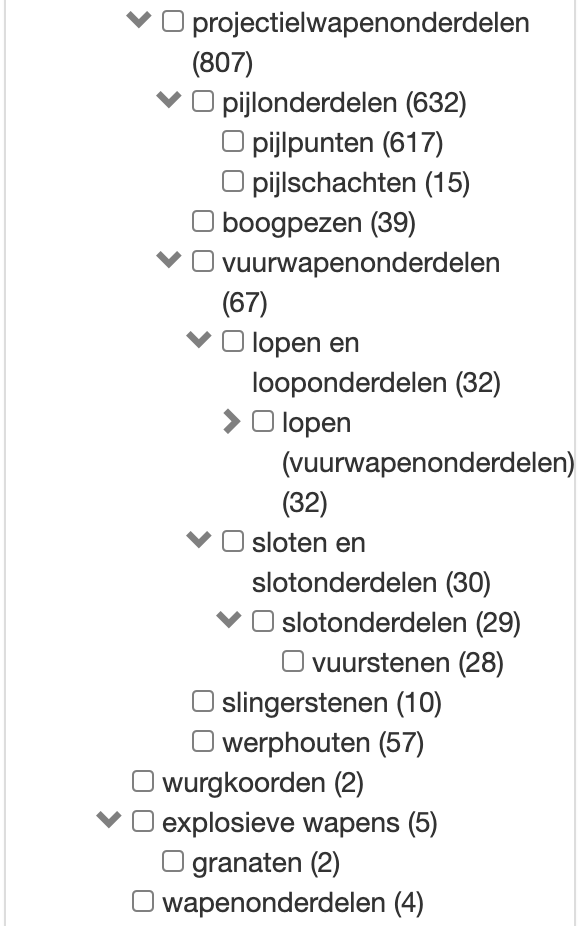 projectielwapenonderdelen
(807)
pijlonderdelen (632)
pijlpunten (617)
pijlschachten (15)
boogpezen (39)
vuurwapenonderdelen
(67)
lopen en
looponderdelen (32)
lopen
(vuurwapenonderdelen)
(32)
sloten en
slotonderdelen (30)
slotonderdelen (29)
vuurstenen (28)
slingerstenen (10)
werphouten (57)
wurgkoorden (2)
explosieve wapens (5)
granaten (2)
wapenonderdelen (4)